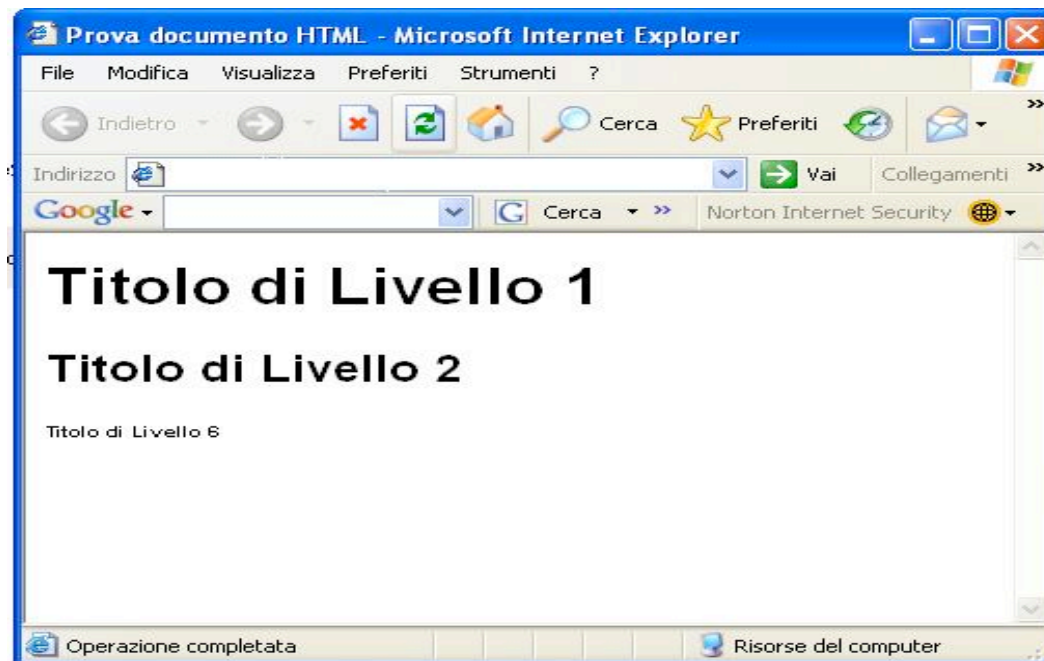 Prova documento HTML - Microsoft Internet Explorer
File Modifica Visualizza Preferiti Strumenti ?
Indietro Cerca Preferiti »
Indirizzo Vai Collegamenti »
Google Cerca » Norton Internet Security
Titolo di Livello 1
Titolo di Livello 2
Titolo di Livello 6
Operazione completata Risorse del computer